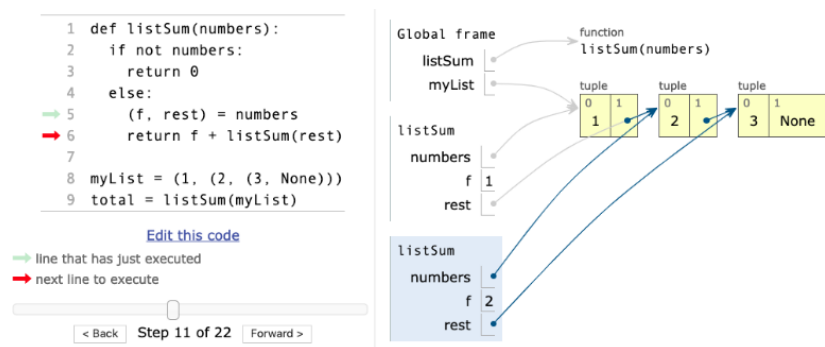 1 def listSum(numbers):
2   if not numbers:
3     return 0
4   else:
5     (f, rest) = numbers
6     return f + listSum(rest)
7
8 myList = (1, (2, (3, None)))
9 total = listSum(myList)
Edit this code
line that has just executed
next line to execute
< Back Step 11 of 22 Forward >
Global frame
listSum
myList
function
listSum(numbers)
tuple tuple tuple
0 1 0 1 0 1
1 2 3 None
listSum
numbers
f 1
rest
listSum
numbers
f 2
rest